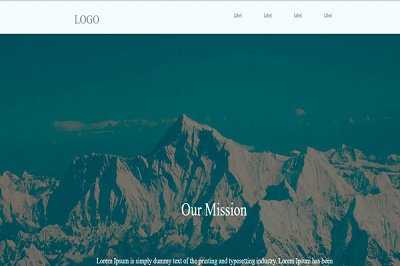 LOGO
label label label label
Our Mission
Lorem Ipsum is simply dummy text of the printing and typesetting industry. Lorem Ipsum has been